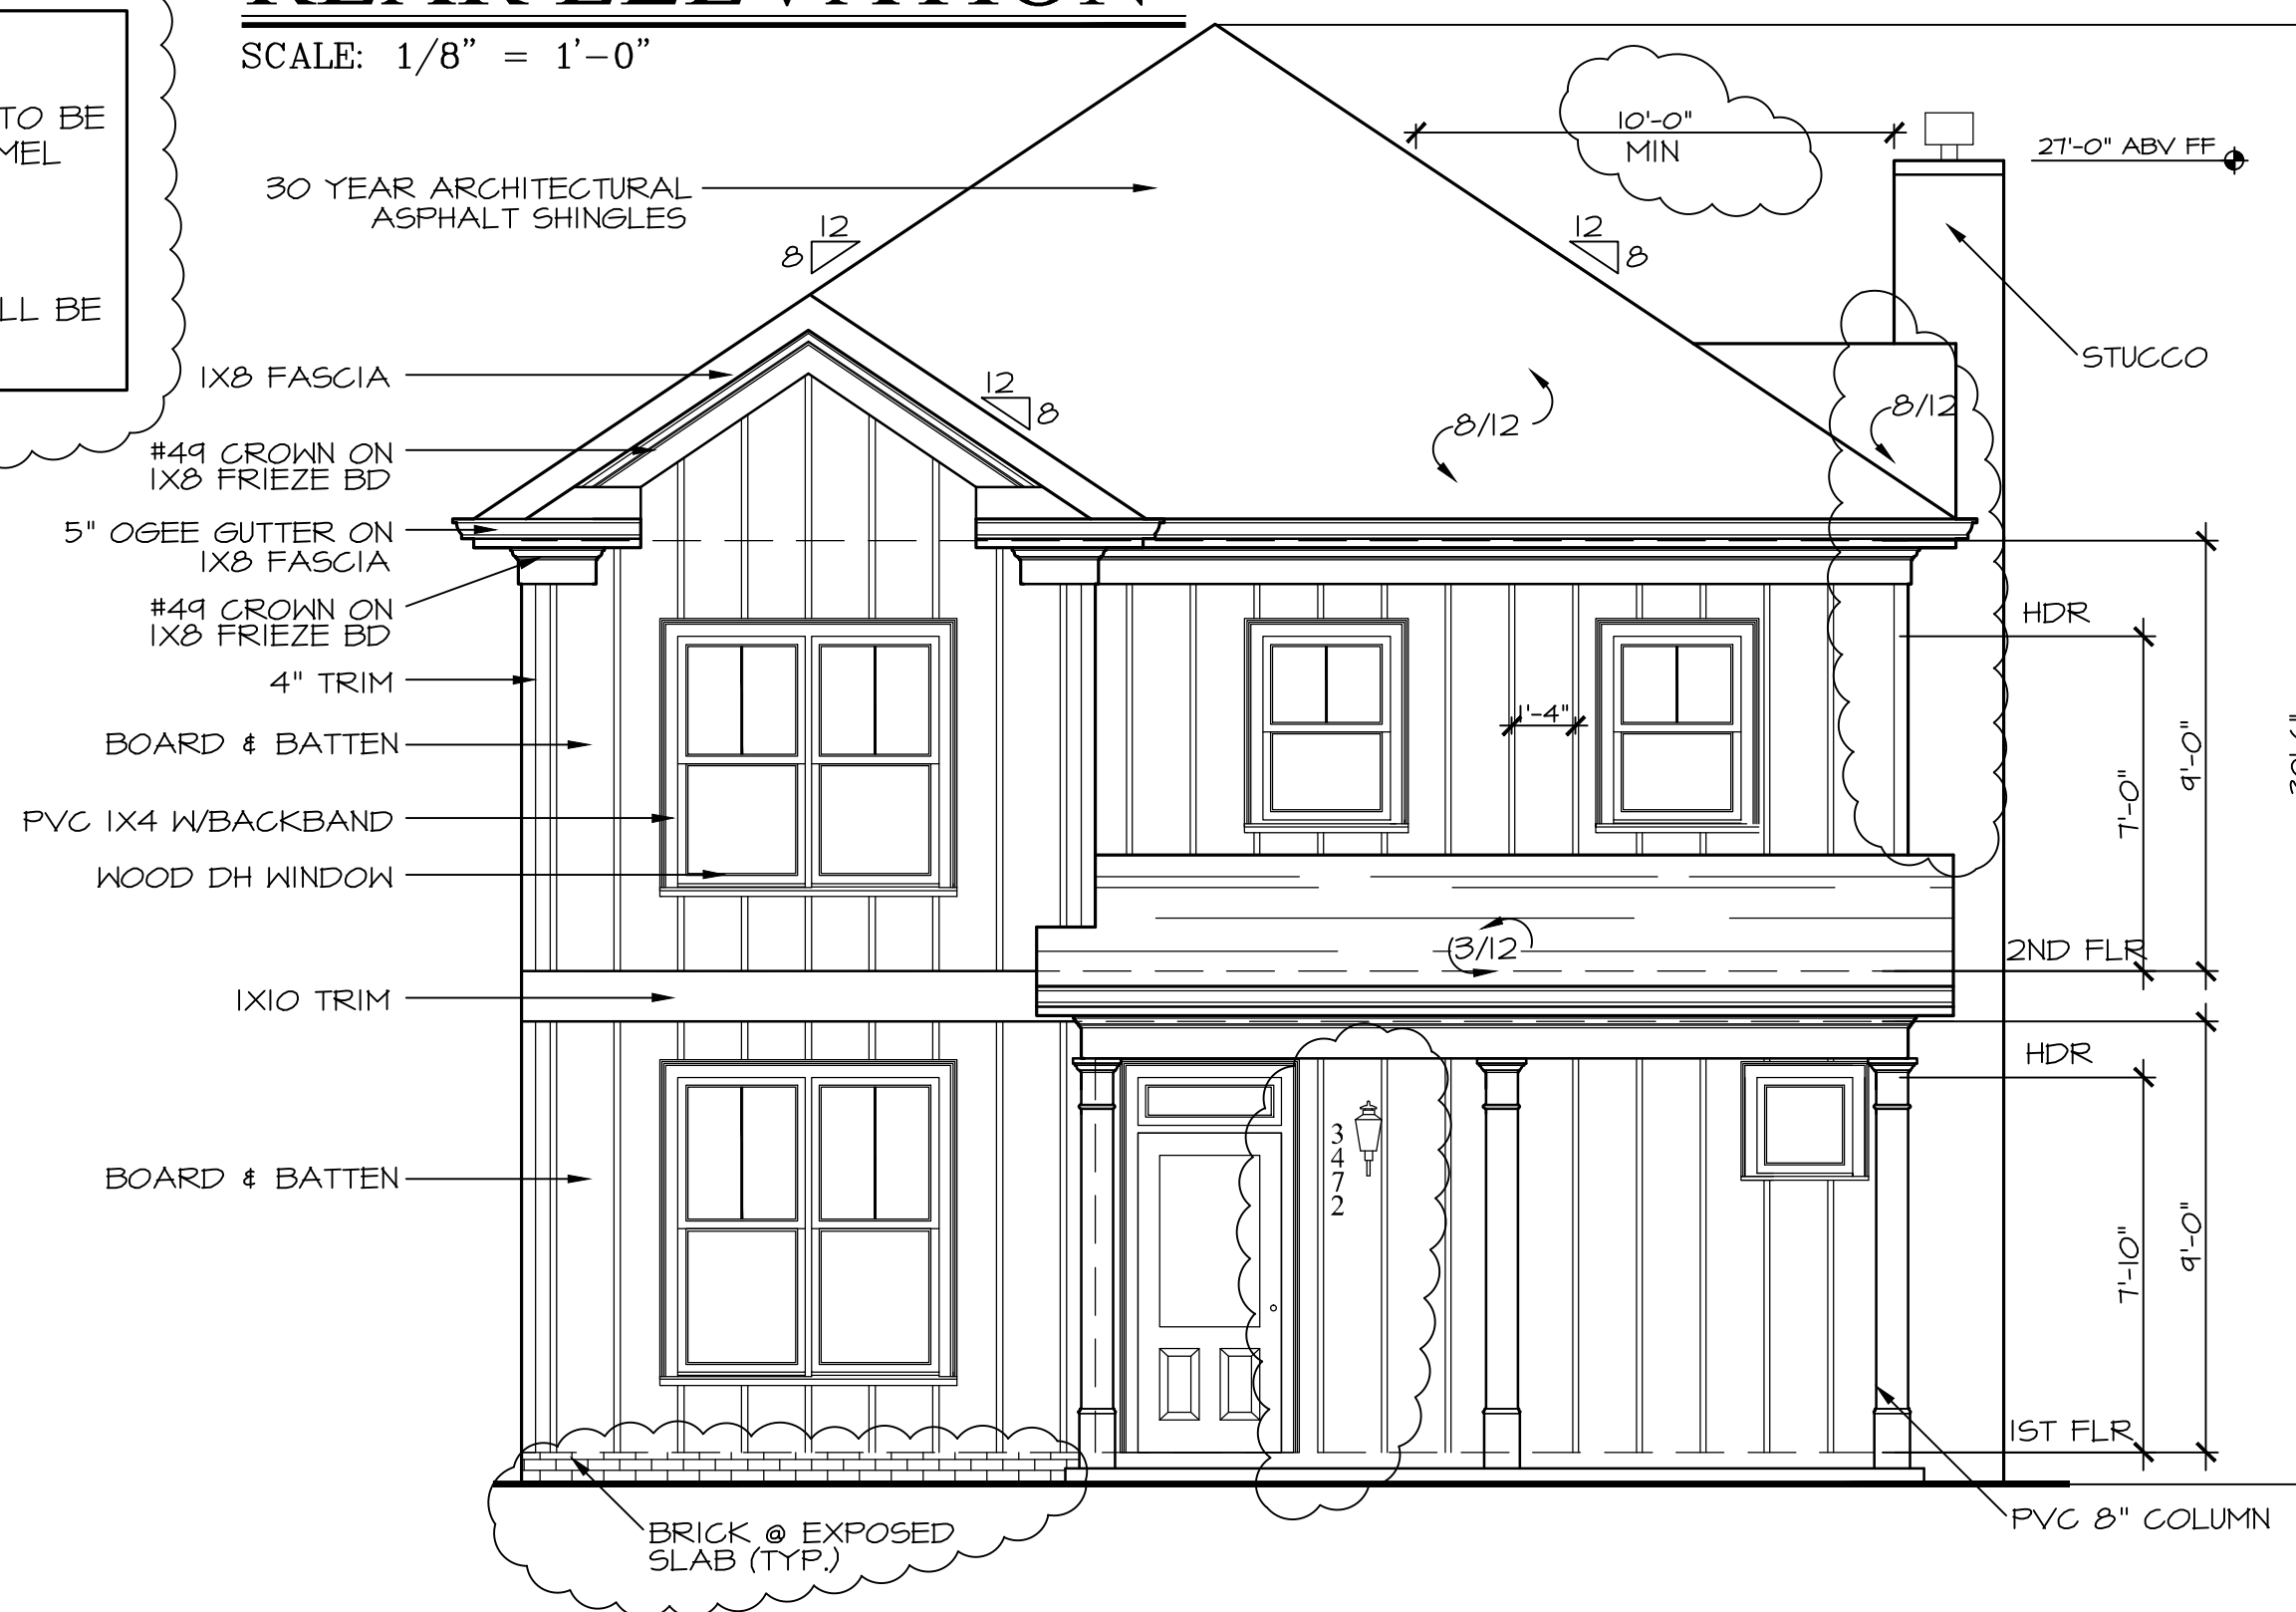 REAR ELEVATION
SCALE: 1/8" = 1'-0"
TO BE
LL BE
10'-0"
MIN
27'-0" ABV FF
30 YEAR ARCHITECTURAL
ASPHALT SHINGLES
12
8
12
8
STUCCO
1X8 FASCIA
12
8
8/12
8/12
#49 CROWN ON
1X8 FRIEZE BD
5" OGEE GUTTER ON
1X8 FASCIA
#49 CROWN ON
1X8 FRIEZE BD
HDR
4" TRIM
1'-4"
BOARD & BATTEN
9'-0"
7'-0"
PVC 1X4 W/BACKBAND
WOOD DH WINDOW
3/12
2ND FLR
1X10 TRIM
HDR
3
4
7
2
BOARD & BATTEN
9'-0"
7'-10"
1ST FLR
PVC 8" COLUMN
BRICK @ EXPOSED
SLAB (TYP.)